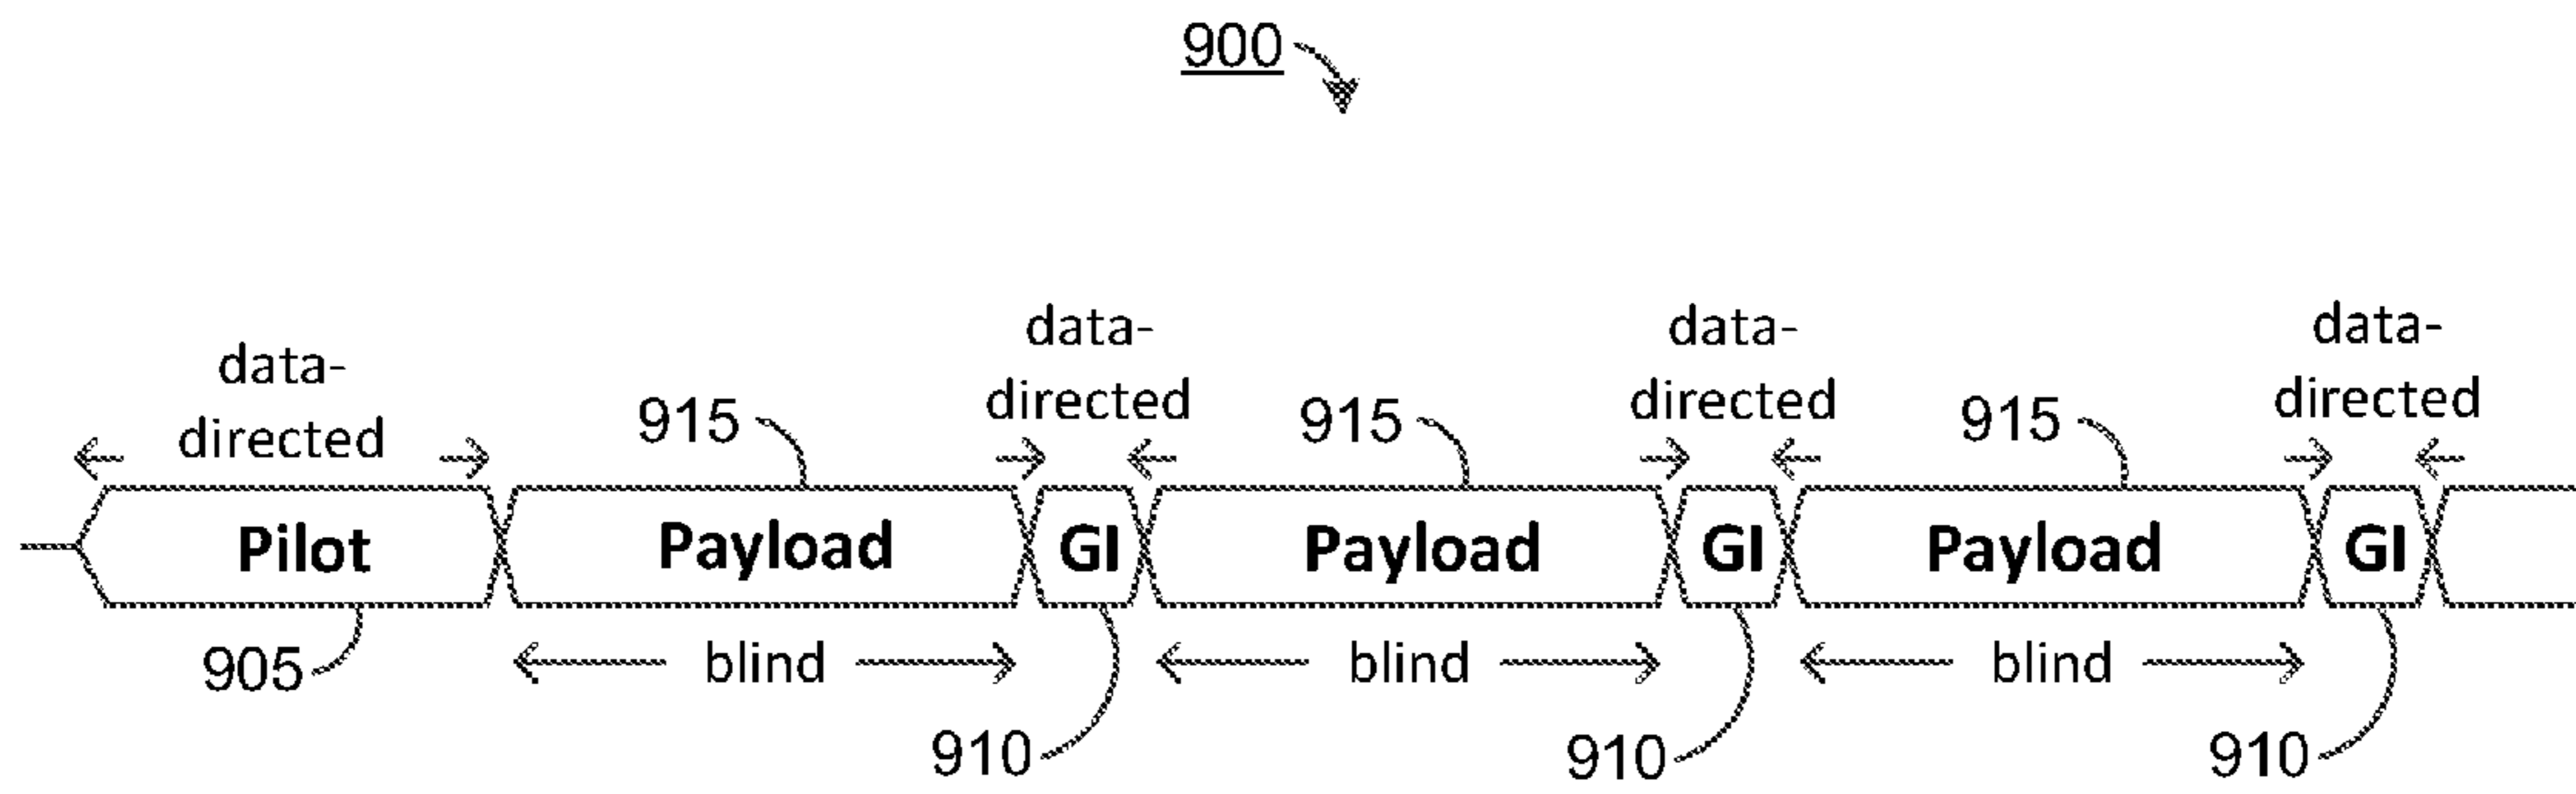 900
data-
directed
915
data-
directed
915
data-
directed
915
data-
directed
Pilot Payload GI Payload GI Payload GI
905
blind
blind
blind
910
910
910